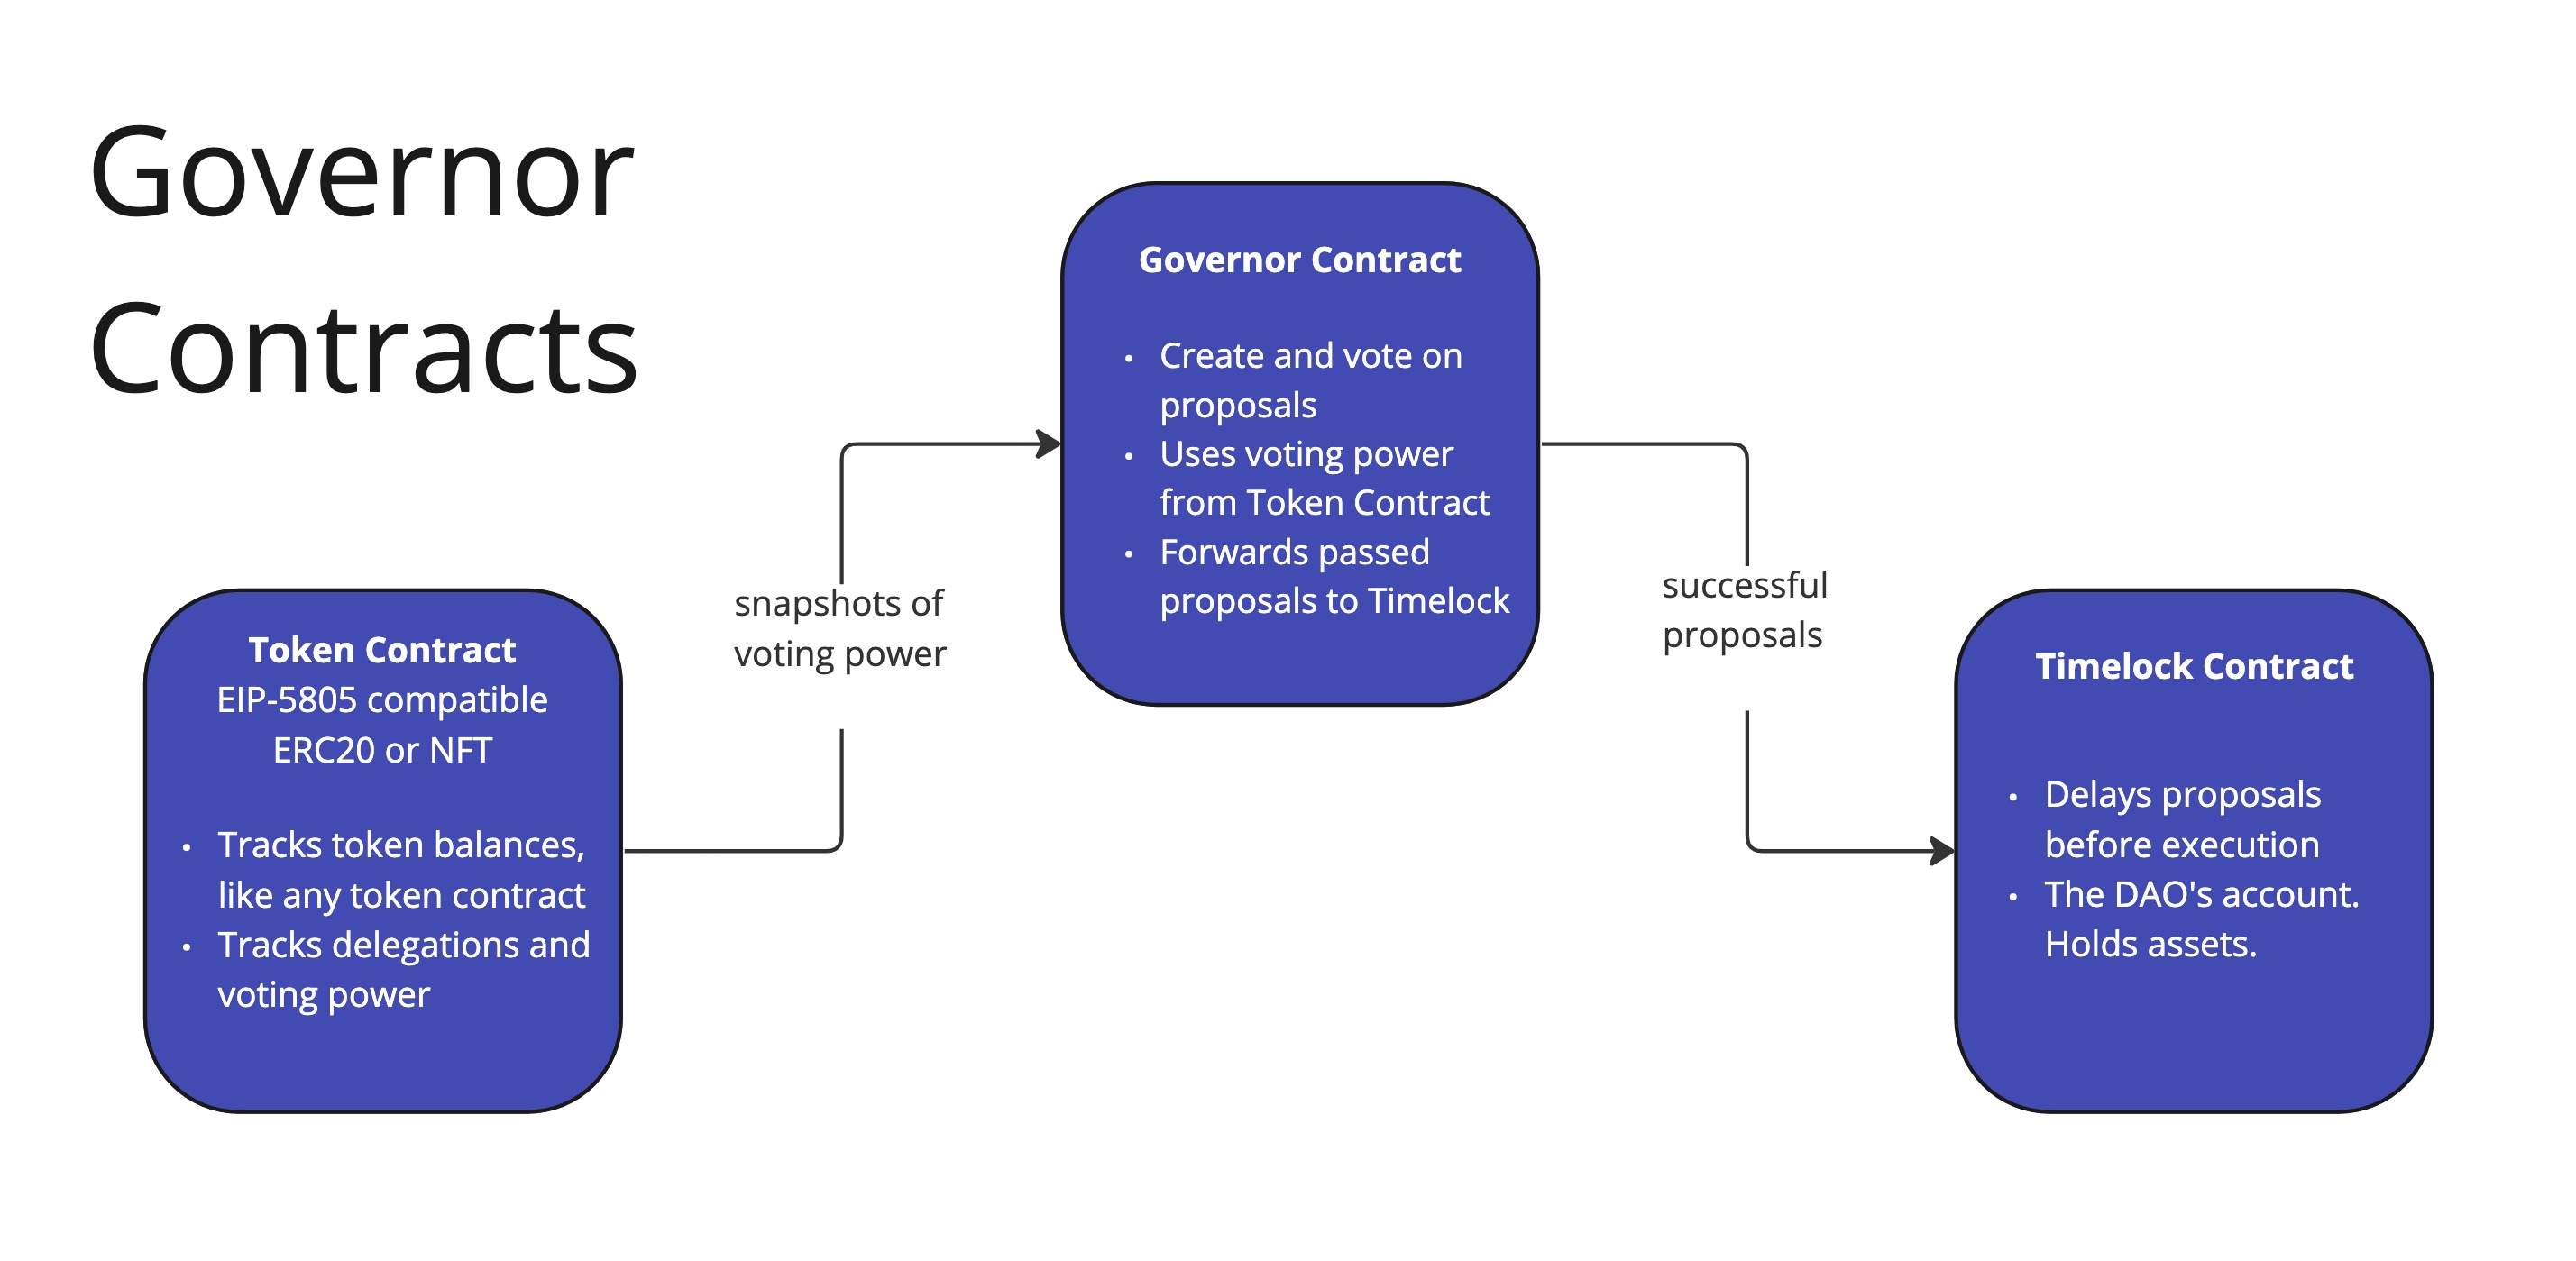 Governor
Contracts
Token Contract
EIP-5805 compatible
ERC20 or NFT
• Tracks token balances,
like any token contract
• Tracks delegations and
voting power
snapshots of
voting power
Governor Contract
• Create and vote on
proposals
• Uses voting power
from Token Contract
• Forwards passed
proposals to Timelock
successful
proposals
Timelock Contract
• Delays proposals
before execution
• The DAO's account.
Holds assets.